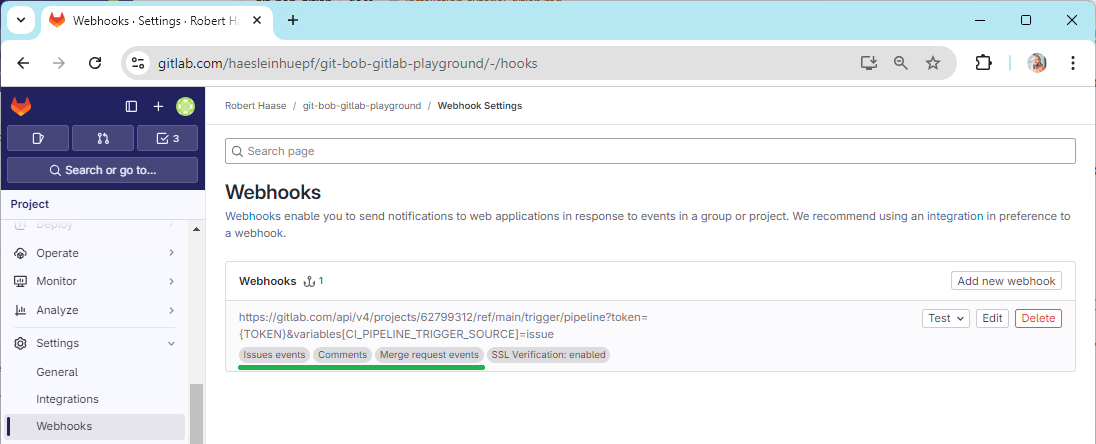 Webhooks · Settings · Robert Ha
gitlab.com/haesleinhuepf/git-bob-gitlab-playground/-/hooks
3
Search or go to...
Project
Deploy
Operate
Monitor
Analyze
Settings
General
Integrations
Webhooks
Robert Haase / git-bob-gitlab-playground / Webhook Settings
Search page
Webhooks
Webhooks enable you to send notifications to web applications in response to events in a group or project. We recommend using an integration in preference to
a webhook.
Webhooks 1
Add new webhook
https://gitlab.com/api/v4/projects/62799312/ref/main/trigger/pipeline?token=
{TOKEN}&variables[CI_PIPELINE_TRIGGER_SOURCE]=issue
Test Edit Delete
Issues events Comments Merge request events SSL Verification: enabled